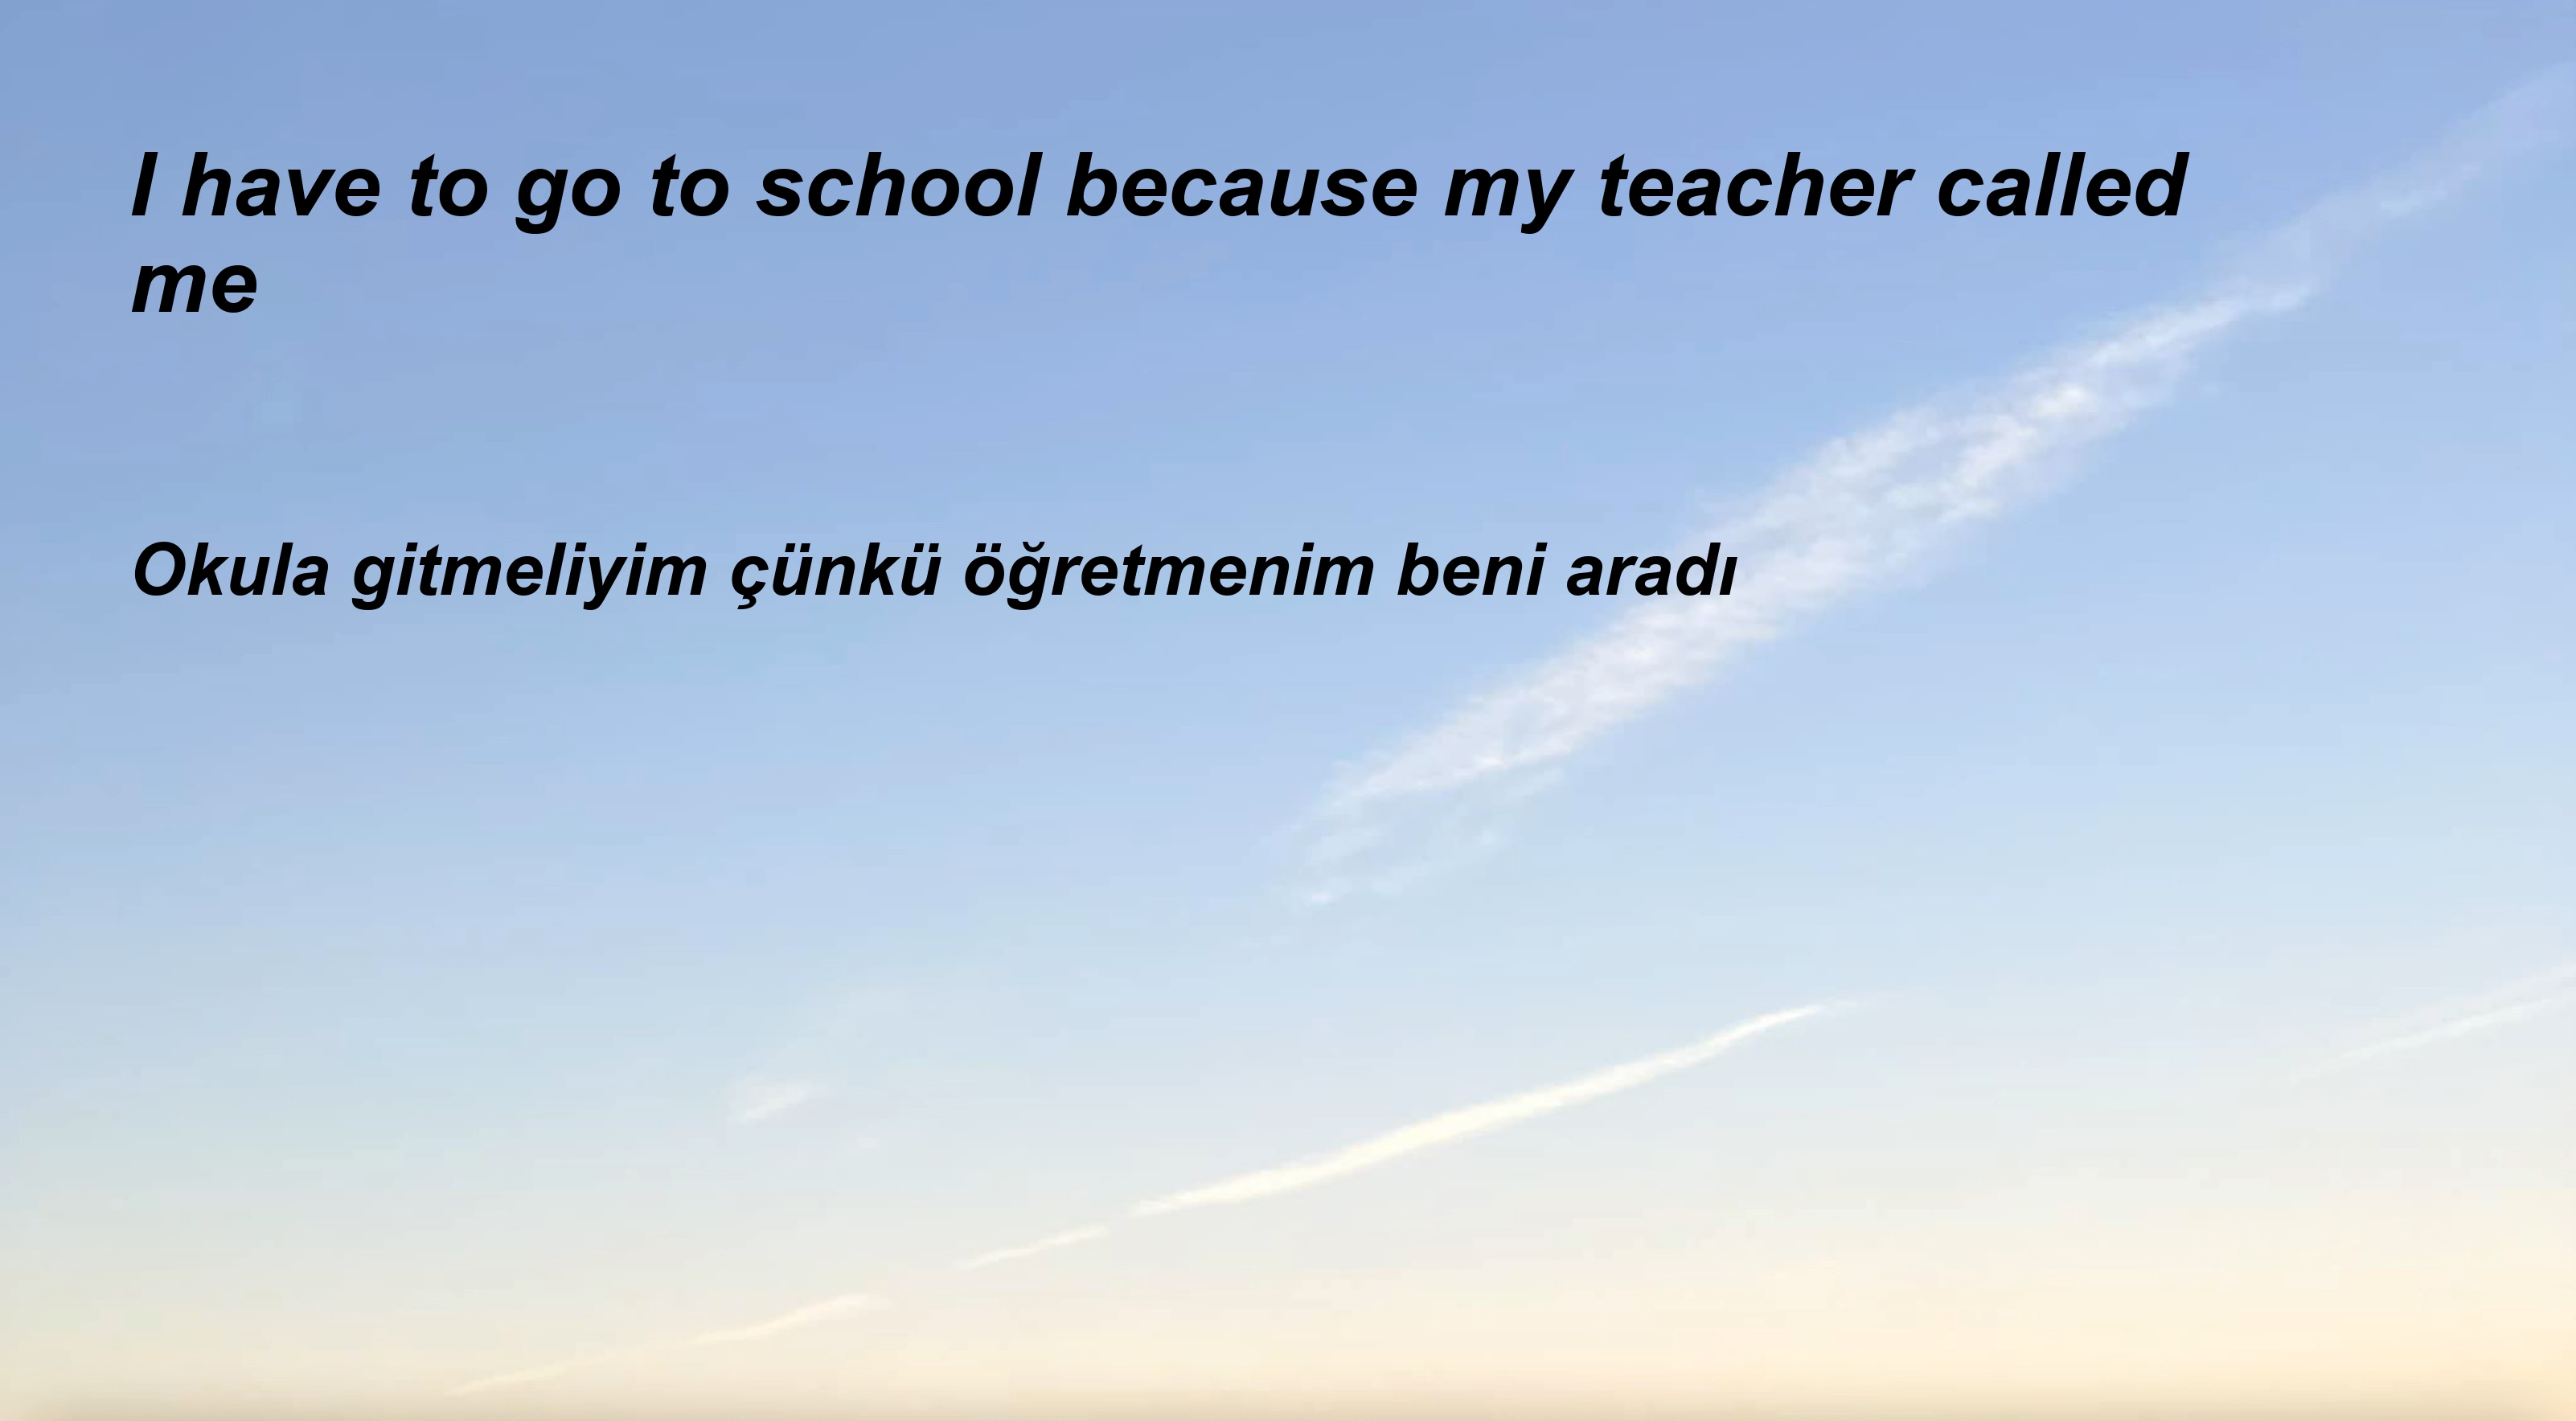 I have to go to school because my teacher called
me
Okula gitmeliyim çünkü öğretmenim beni aradı